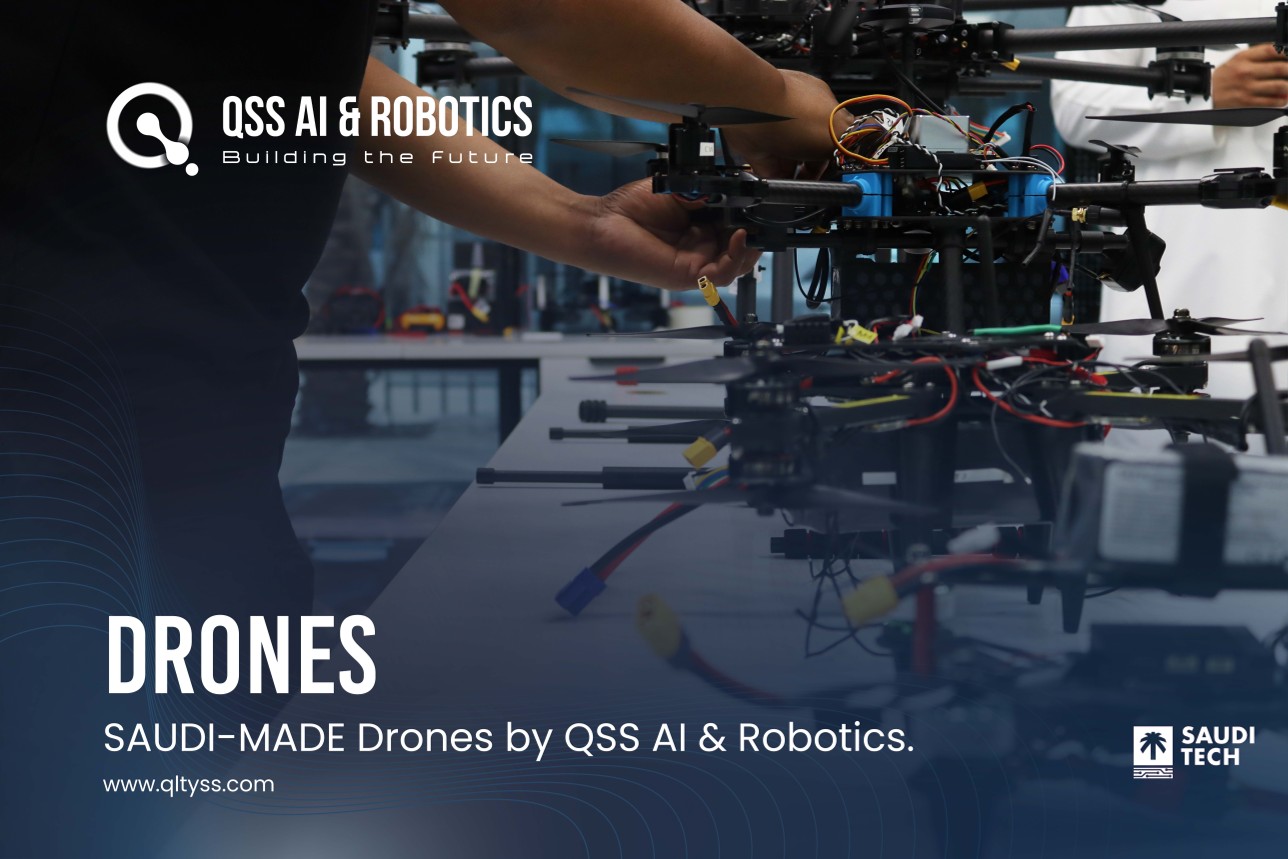 QSS AI & ROBOTICS
Building the Future
DRONES
SAUDI-MADE Drones by QSS AI & Robotics.
www.qltyss.com
SAUDI
TECH